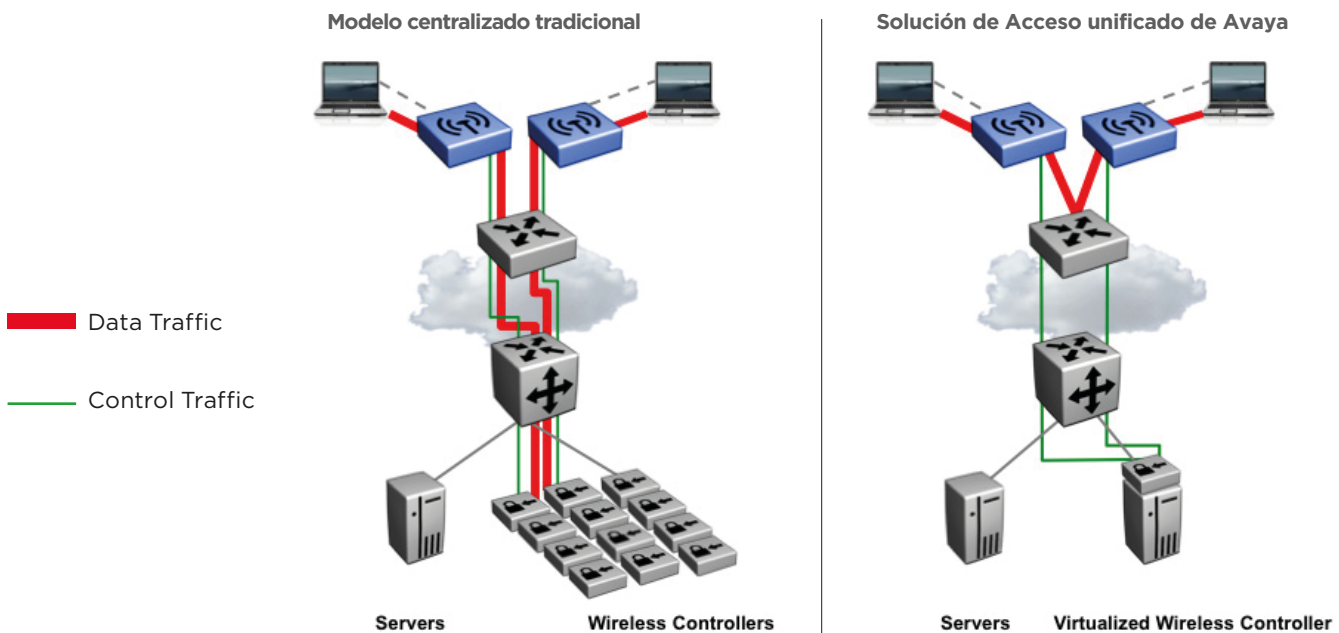 Modelo centralizado tradicional
Solución de Acceso unificado de Avaya
Data Traffic
Control Traffic
Servers
Wireless Controllers
Servers
Virtualized Wireless Controller